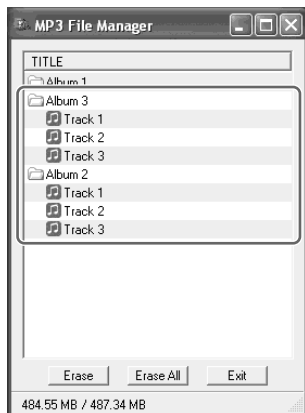 MP3 File Manager
TITLE
Album 1
Album 3
Track 1
Track 2
Track 3
Album 2
Track 1
Track 2
Track 3
Erase Erase All Exit
484.55 MB / 487.34 MB